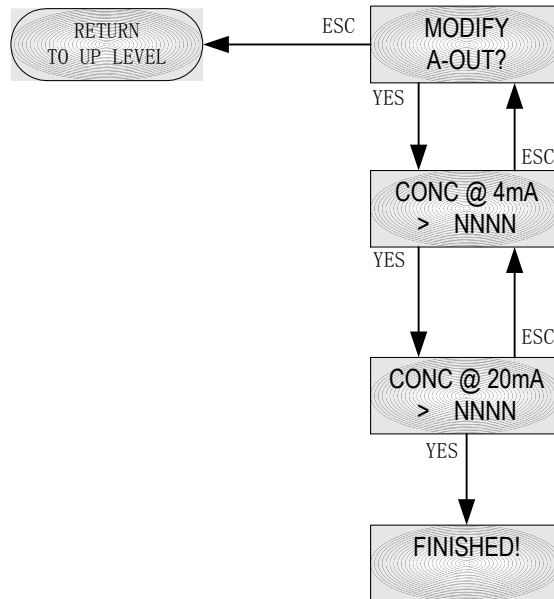 RETURN
TO UP LEVEL
ESC
MODIFY
A-OUT?
YES
ESC
CONC @ 4mA
> NNNN
YES
ESC
CONC @ 20mA
> NNNN
YES
FINISHED!